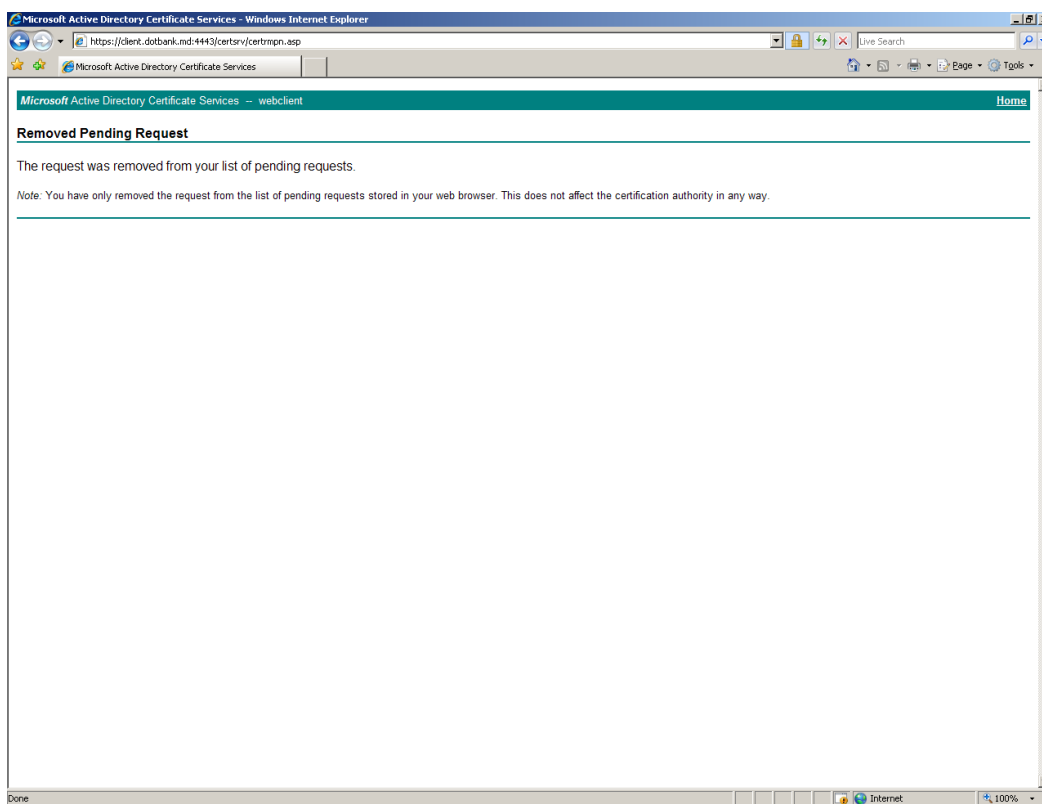 Microsoft Active Directory Certificate Services - Windows Internet Explorer
https://client.dotbank.md:4443/certsrv/certrmpn.asp
Live Search
Microsoft Active Directory Certificate Services
Page
Tools
Microsoft Active Directory Certificate Services -- webclient
Home
Removed Pending Request
The request was removed from your list of pending requests.
Note: You have only removed the request from the list of pending requests stored in your web browser. This does not affect the certification authority in any way.
Done
Internet
100%